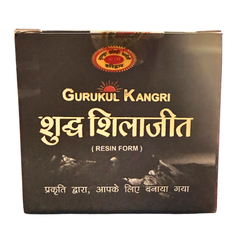 GURUKUL KANGRI
शुद्ध शिलाजीत
( RESIN FORM )
प्रकृति द्वारा, आपके लिए बनाया गया